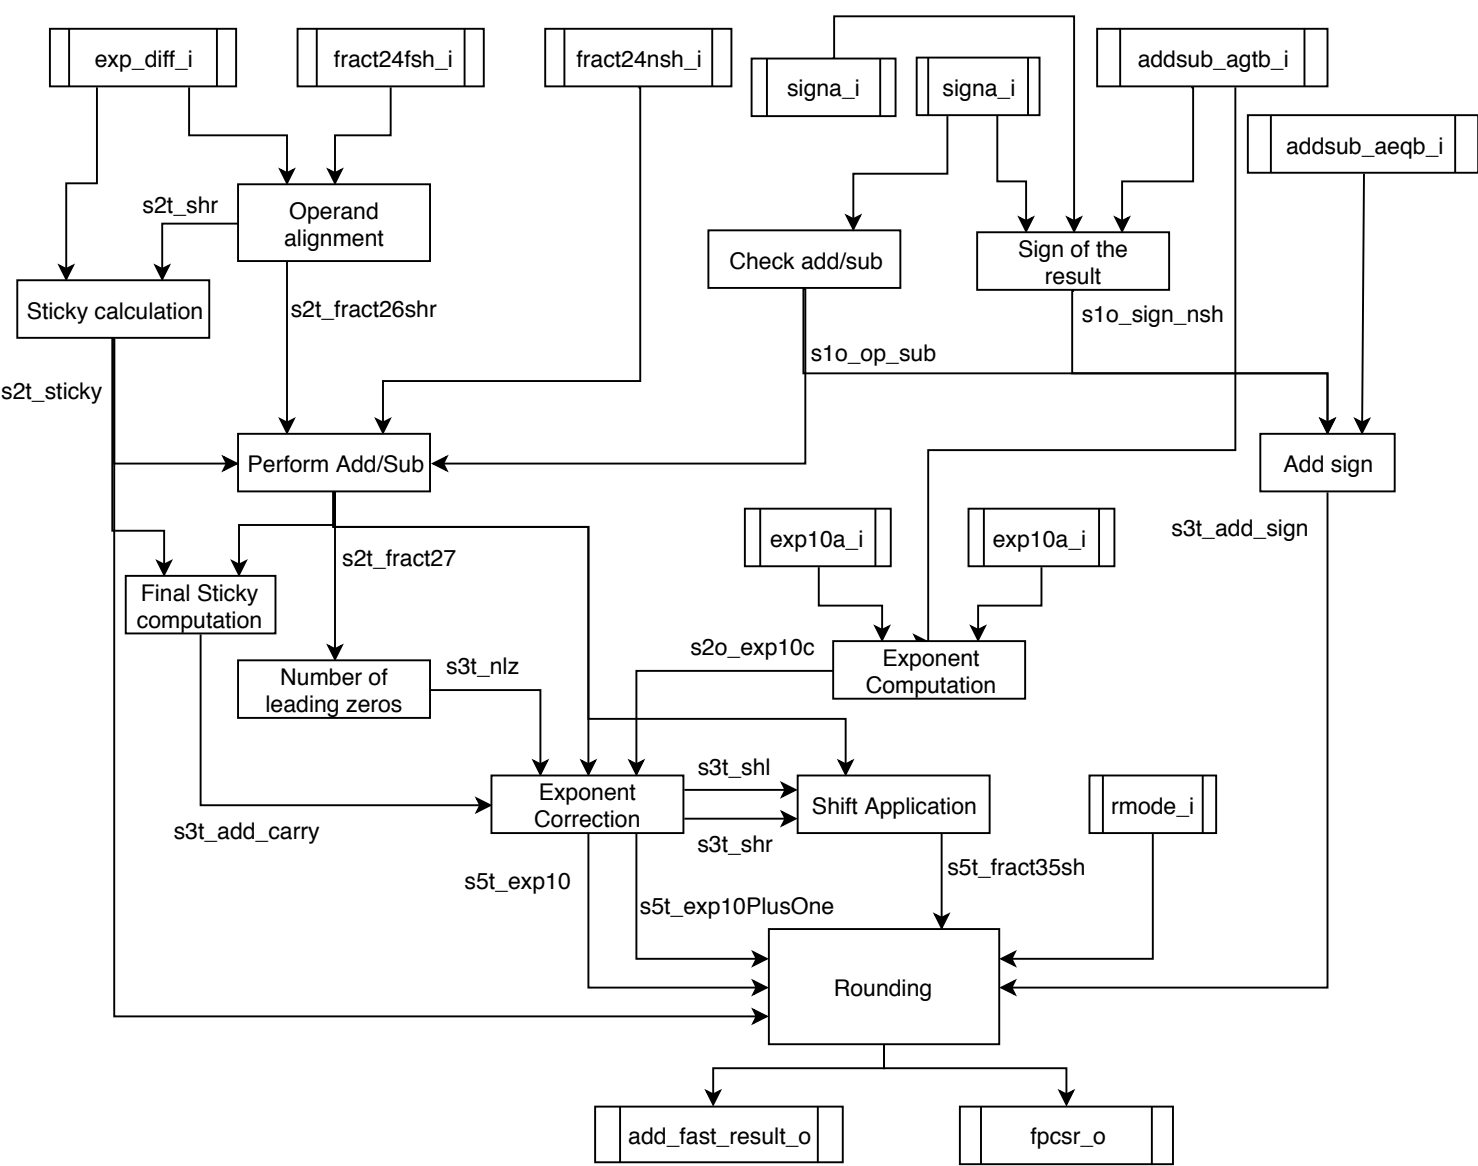 exp_diff_i
fract24fsh_i
fract24nsh_i
signa_i
signa_i
addsub_agtb_i
addsub_aeqb_i
s2t_shr
Operand
alignment
Check add/sub
Sign of the
result
Sticky calculation
s2t_fract26shr
s1o_sign_nsh
s1o_op_sub
s2t_sticky
Perform Add/Sub
Add sign
s3t_add_sign
exp10a_i
exp10a_i
s2t_fract27
Final Sticky
computation
s2o_exp10c
Exponent
Computation
s3t_nlz
Number of
leading zeros
s3t_shl
Exponent
Correction
Shift Application
rmode_i
s3t_add_carry
s3t_shr
s5t_exp10
s5t_fract35sh
s5t_exp10PlusOne
Rounding
add_fast_result_o
fpcsr_o